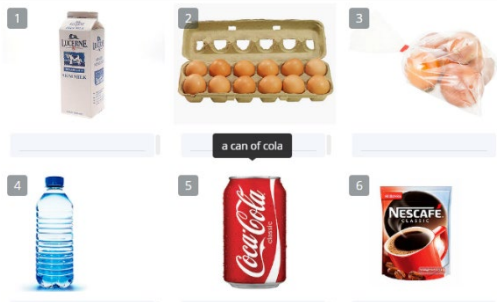 1
2
3
LUCERNE
a can of cola
4
5
6
Coca-Cola
classic
NESCAFÉ
CLASSIC